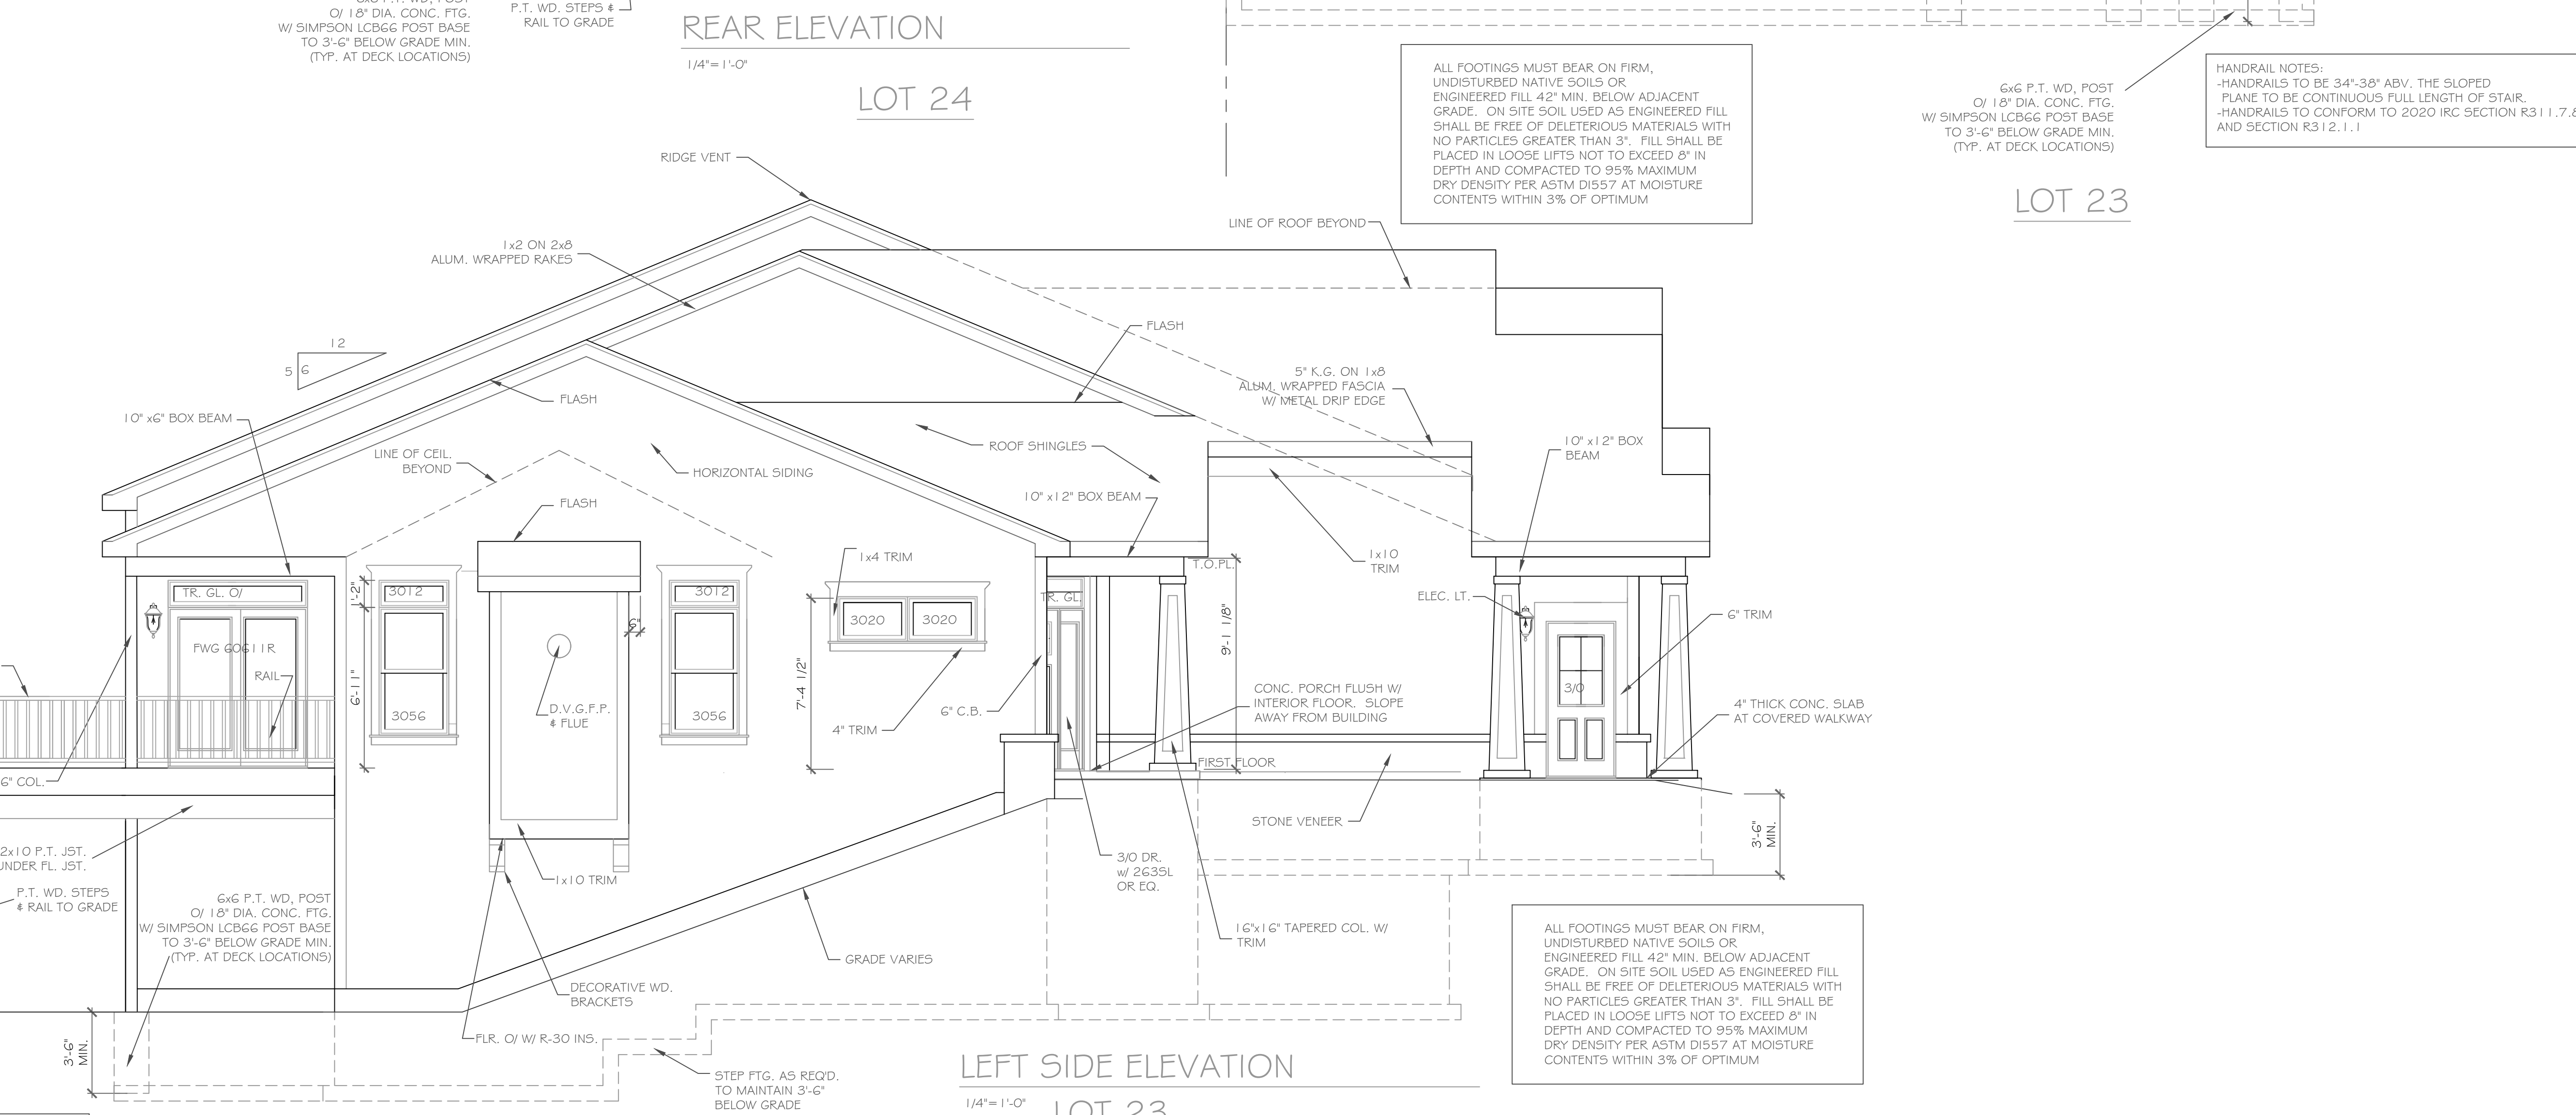 O/ 18" DIA. CONC. FTG.
W/ SIMPSON LCB66 POST BASE
TO 3'-6" BELOW GRADE MIN.
(TYP. AT DECK LOCATIONS)
P.T. WD. STEPS &
RAIL TO GRADE
REAR ELEVATION
1/4"= 1'-0"
LOT 24
ALL FOOTINGS MUST BEAR ON FIRM,
UNDISTURBED NATIVE SOILS OR
ENGINEERED FILL 42" MIN. BELOW ADJACENT
GRADE. ON SITE SOIL USED AS ENGINEERED FILL
SHALL BE FREE OF DELETERIOUS MATERIALS WITH
NO PARTICLES GREATER THAN 3". FILL SHALL BE
PLACED IN LOOSE LIFTS NOT TO EXCEED 8" IN
DEPTH AND COMPACTED TO 95% MAXIMUM
DRY DENSITY PER ASTM D1557 AT MOISTURE
CONTENTS WITHIN 3% OF OPTIMUM
6x6 P.T. WD, POST
O/ 18" DIA. CONC. FTG.
W/ SIMPSON LCB66 POST BASE
TO 3'-6" BELOW GRADE MIN.
(TYP. AT DECK LOCATIONS)
HANDRAIL NOTES:
-HANDRAILS TO BE 34"-38" ABV. THE SLOPED
PLANE TO BE CONTINUOUS FULL LENGTH OF STAIR.
-HANDRAILS TO CONFORM TO 2020 IRC SECTION R311.7.8
AND SECTION R312.1.1
LOT 23
RIDGE VENT
LINE OF ROOF BEYOND
1x2 ON 2x8
ALUM. WRAPPED RAKES
FLASH
12
5
6
5" K.G. ON 1x8
ALUM. WRAPPED FASCIA
W/ METAL DRIP EDGE
FLASH
10" x6" BOX BEAM
LINE OF CEIL.
BEYOND
HORIZONTAL SIDING
ROOF SHINGLES
10" x12" BOX
BEAM
10" x12" BOX BEAM
FLASH
1x4 TRIM
1x10
TRIM
T.O.PL.
TR. GL. O/
1'-2"
3012
3012
TR. GL.
ELEC. LT.
6" TRIM
3020
3020
6"
9'-1 1/8"
FWG 60611R
RAIL
6'-11"
3056
3056
D.V.G.F.P.
& FLUE
7'-4 1/2"
4" TRIM
6" C.B.
CONC. PORCH FLUSH W/
INTERIOR FLOOR. SLOPE
AWAY FROM BUILDING
3/0
4" THICK CONC. SLAB
AT COVERED WALKWAY
FIRST FLOOR
6" COL.
STONE VENEER
3'-6"
MIN.
2x10 P.T. JST.
UNDER FL. JST.
P.T. WD. STEPS
& RAIL TO GRADE
1x10 TRIM
3/0 DR.
w/ 263SL
OR EQ.
6x6 P.T. WD, POST
O/ 18" DIA. CONC. FTG.
W/ SIMPSON LCB66 POST BASE
TO 3'-6" BELOW GRADE MIN.
(TYP. AT DECK LOCATIONS)
16"x16" TAPERED COL. W/
TRIM
GRADE VARIES
DECORATIVE WD.
BRACKETS
FLR. O/ W/ R-30 INS.
3'-6"
MIN.
STEP FTG. AS REQ'D.
TO MAINTAIN 3'-6"
BELOW GRADE
ALL FOOTINGS MUST BEAR ON FIRM,
UNDISTURBED NATIVE SOILS OR
ENGINEERED FILL 42" MIN. BELOW ADJACENT
GRADE. ON SITE SOIL USED AS ENGINEERED FILL
SHALL BE FREE OF DELETERIOUS MATERIALS WITH
NO PARTICLES GREATER THAN 3". FILL SHALL BE
PLACED IN LOOSE LIFTS NOT TO EXCEED 8" IN
DEPTH AND COMPACTED TO 95% MAXIMUM
DRY DENSITY PER ASTM D1557 AT MOISTURE
CONTENTS WITHIN 3% OF OPTIMUM
LEFT SIDE ELEVATION
1/4"= 1'-0"
LOT 23